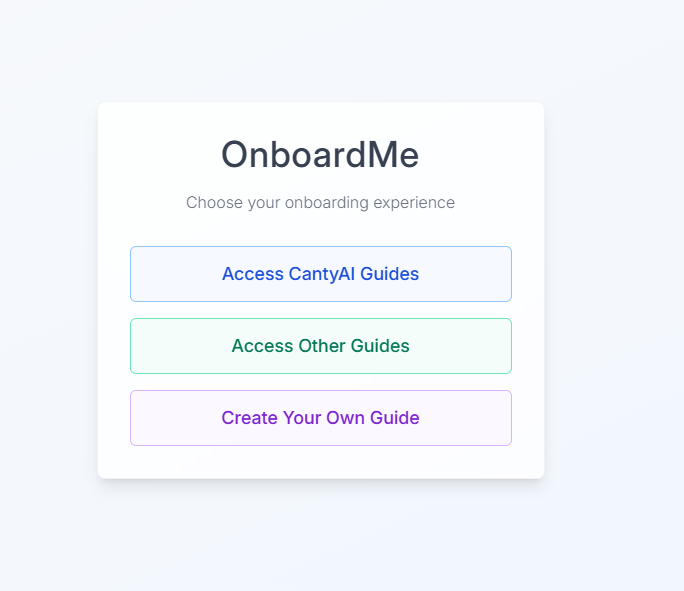 OnboardMe
Choose your onboarding experience
Access CantyAI Guides
Access Other Guides
Create Your Own Guide